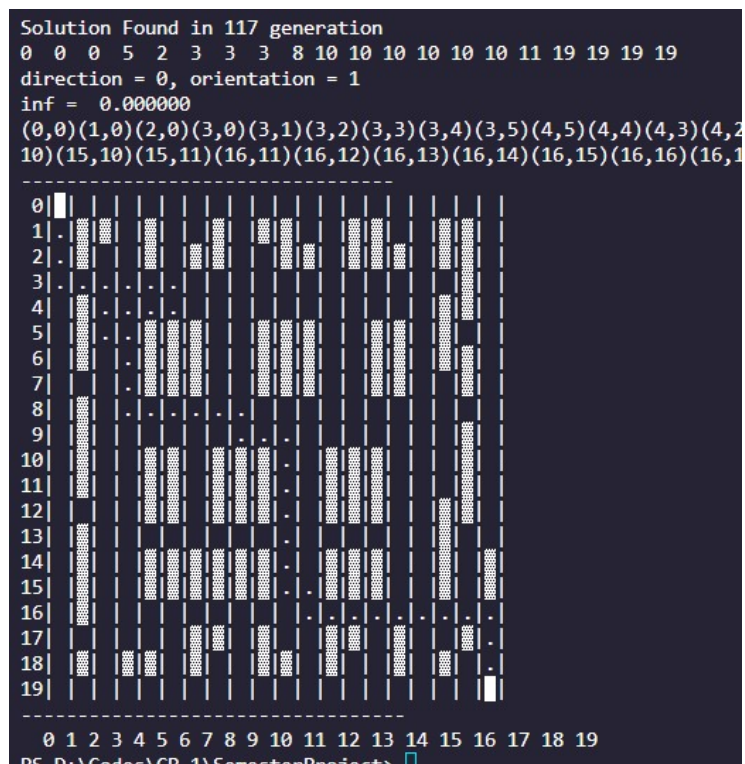 Solution Found in 117 generation
0 0 0 5 2 3 3 3 8 10 10 10 10 10 10 11 19 19 19 19
direction = 0, orientation = 1
inf = 0.000000
(0,0)(1,0)(2,0)(3,0)(3,1)(3,2)(3,3)(3,4)(3,5)(4,5)(4,4)(4,3)(4,2
10)(15,10)(15,11)(16,11)(16,12)(16,13)(16,14)(16,15)(16,16)(16,1
---------------------------------
0|█| | | | | | | | | | | | | | | | | | | |
1|.|▒|▒| |▒| | |▒| |▒|▒| | |▒|▒| | |▒|▒| |
2|.|▒| | |▒| |▒|▒| | |▒|▒| |▒|▒|▒| |▒|▒| |
3|.|.|.|.|.|.| | | | | | | | | | | | |▒| |
4| |▒|.|.|.|.| | | | | | | | | | | |▒|▒| |
5| |▒|.|.|▒|▒|▒| | |▒|▒|▒| | |▒|▒| |▒| | |
6| |▒| |.|▒|▒|▒| | |▒|▒|▒| | |▒|▒| |▒|▒| |
7| | | |.|▒|▒|▒| | |▒|▒|▒| | |▒|▒| | |▒| |
8| |▒| |.|.|.|.|.|.| | | | | | | | | | | |
9| |▒| | | | | | |.|.|.| | | | | | | |▒| |
10| |▒| | |▒|▒| |▒|▒|▒|.| |▒|▒|▒| | | |▒| |
11| |▒| | |▒|▒| |▒|▒|▒|.| |▒|▒|▒| | | |▒| |
12| | | | |▒|▒| |▒|▒|▒|.| |▒|▒|▒| | |▒|▒| |
13| |▒| | | | | | | | |.| | | | | | |▒| | |
14| |▒| | |▒|▒|▒|▒|▒|▒|.| |▒|▒|▒| | |▒| |▒|
15| |▒| | |▒|▒|▒|▒|▒|▒|.|.|▒|▒|▒| | |▒| |▒|
16| |▒| | | | | | | | | |.|.|.|.|.|.|.|.|.|
17| | | | | | |▒|▒| |▒| | |▒|▒| |▒| | |▒|.|
18| |▒| |▒|▒| |▒| | |▒|▒| |▒| | |▒| |▒| |.|
19| | | | | | | | | | | | | | | | | | | |█|
----------------------------------
0 1 2 3 4 5 6 7 8 9 10 11 12 13 14 15 16 17 18 19
PS D:\Codes\CP-1\SemesterProject>